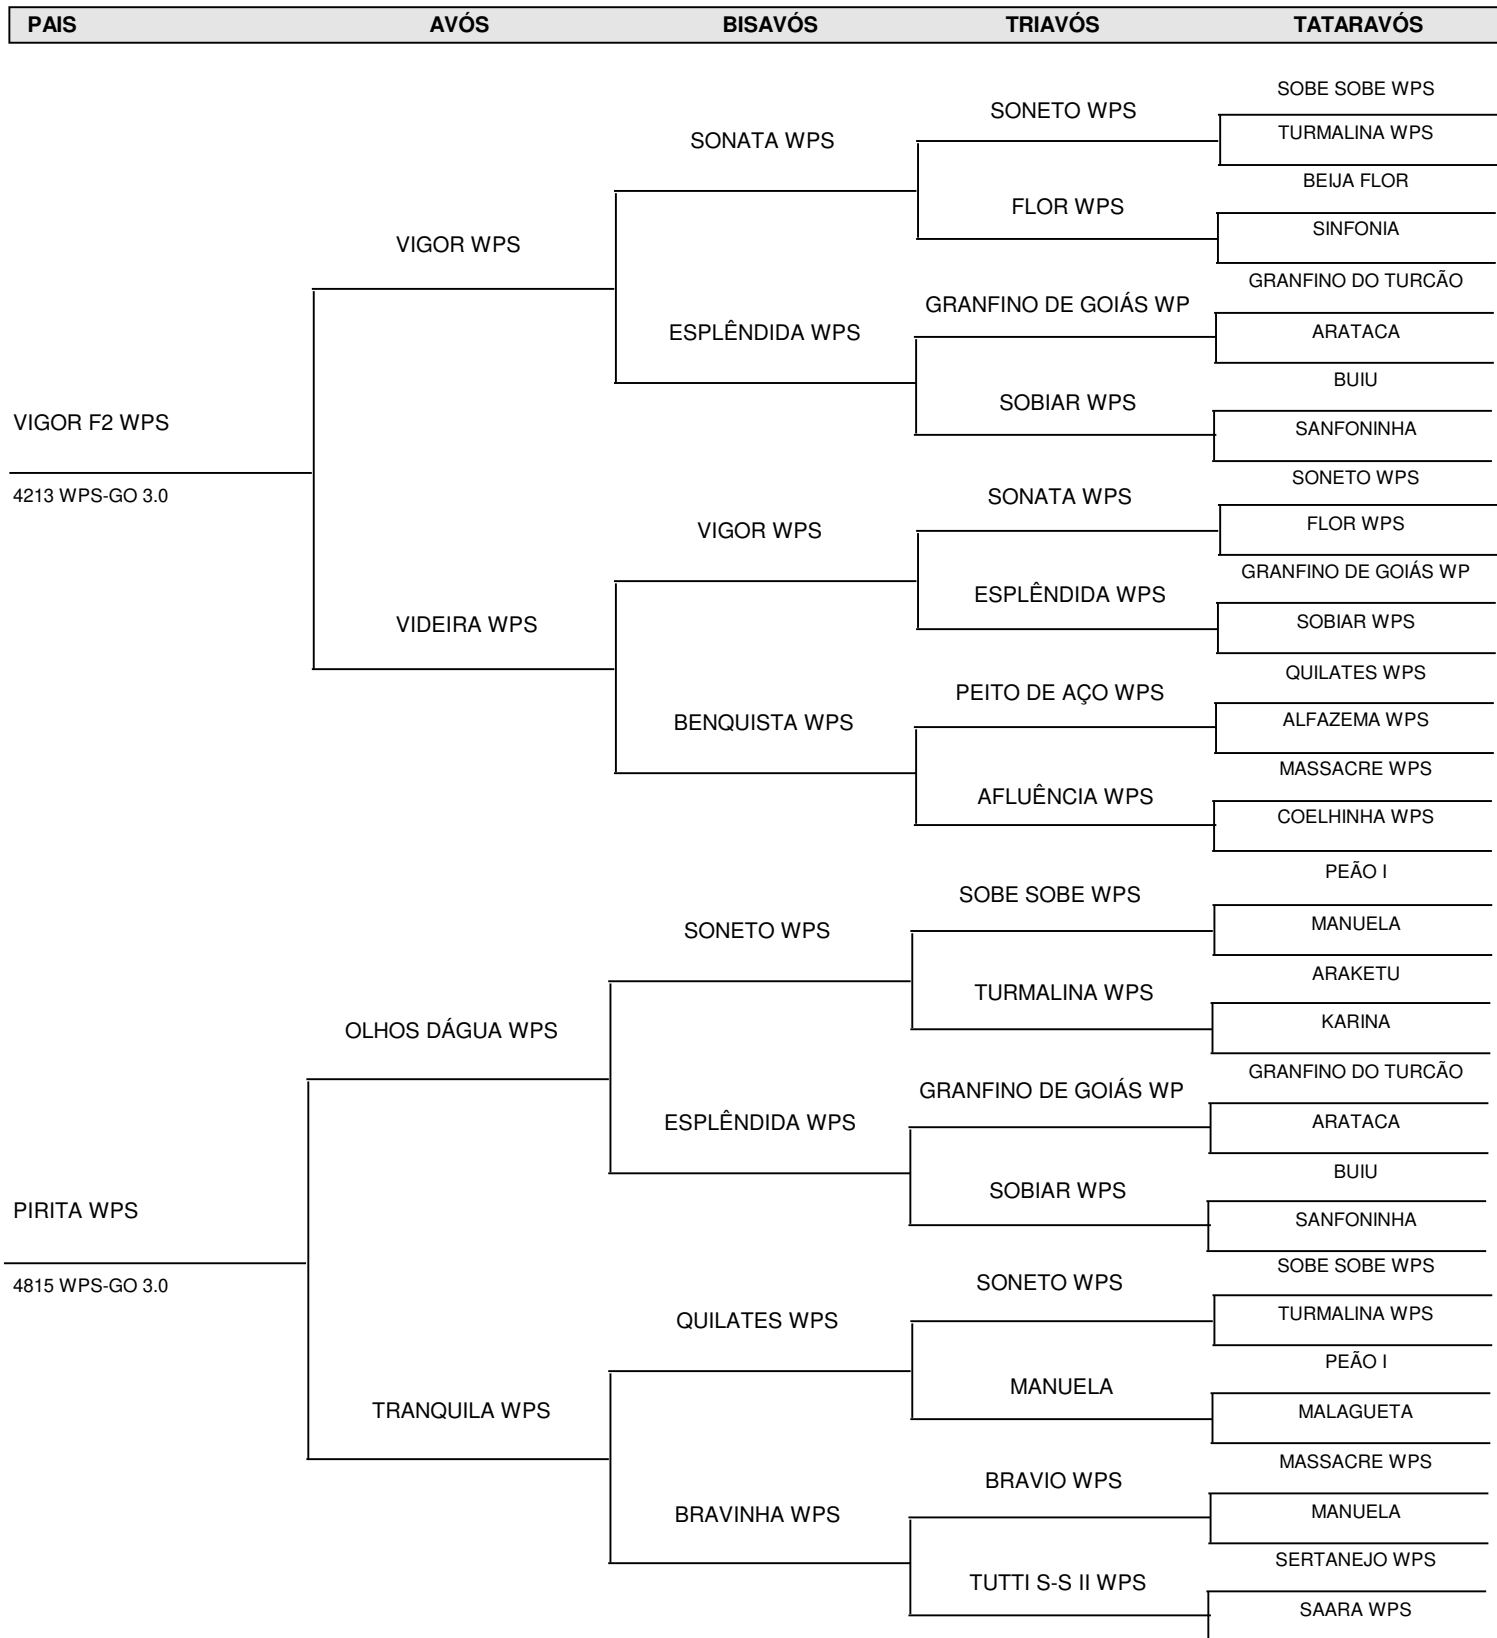 PAIS AVÓS BISAVÓS TRIAVÓS TATARAVÓS
SOBE SOBE WPS
SONETO WPS
TURMALINA WPS
SONATA WPS
BEIJA FLOR
FLOR WPS
SINFONIA
VIGOR WPS
GRANFINO DO TURCÃO
GRANFINO DE GOIÁS WP
ARATACA
ESPLÊNDIDA WPS
BUIU
SOBIAR WPS
SANFONINHA
VIGOR F2 WPS
4213 WPS-GO 3.0
SONETO WPS
SONATA WPS
FLOR WPS
VIGOR WPS
GRANFINO DE GOIÁS WP
ESPLÊNDIDA WPS
SOBIAR WPS
VIDEIRA WPS
QUILATES WPS
PEITO DE AÇO WPS
ALFAZEMA WPS
BENQUISTA WPS
MASSACRE WPS
AFLUÊNCIA WPS
COELHINHA WPS
PEÃO I
SOBE SOBE WPS
MANUELA
SONETO WPS
ARAKETU
TURMALINA WPS
KARINA
OLHOS DÁGUA WPS
GRANFINO DO TURCÃO
GRANFINO DE GOIÁS WP
ARATACA
ESPLÊNDIDA WPS
BUIU
SOBIAR WPS
SANFONINHA
PIRITA WPS
4815 WPS-GO 3.0
SOBE SOBE WPS
SONETO WPS
TURMALINA WPS
QUILATES WPS
PEÃO I
MANUELA
MALAGUETA
TRANQUILA WPS
MASSACRE WPS
BRAVIO WPS
MANUELA
BRAVINHA WPS
SERTANEJO WPS
TUTTI S-S II WPS
SAARA WPS